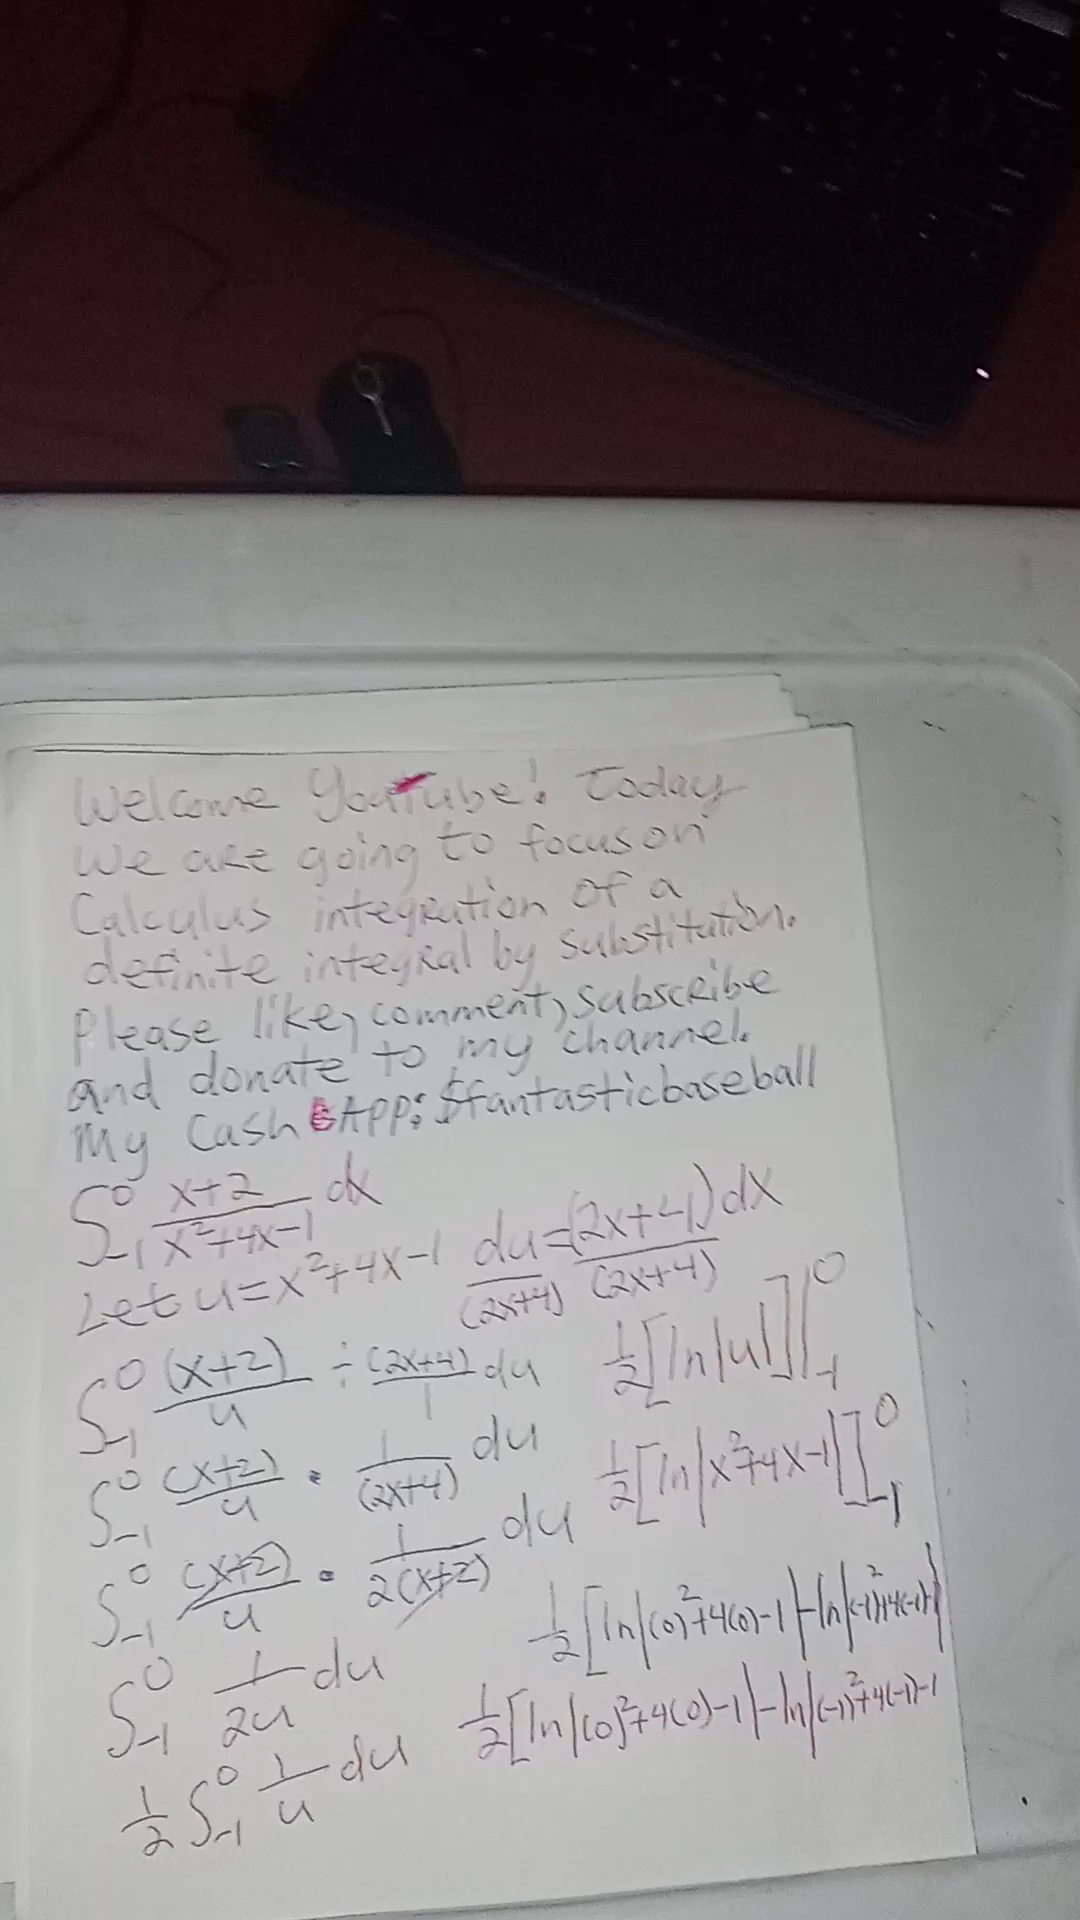 Welcome YouTube! Today
we are going to focus on
Calculus integration of a
definite integral by substitution.
Please like, comment, subscribe
and donate to my channel.
My Cash App: $fantasticbaseball
∫₋₁⁰ (x+2)/(x²+4x-1) dx
Let u=x²+4x-1 du/(2x+4)=(2x+4)dx/(2x+4)
∫₋₁⁰ (x+2)/u ÷ (2x+4)/1 du
∫₋₁⁰ (x+2)/u · 1/(2x+4) du
∫₋₁⁰ (x+2)/u · 1/2(x+2) du
∫₋₁⁰ 1/2u du
1/2 ∫₋₁⁰ 1/u du
1/2[ln|u|]|₋₁⁰
1/2[ln|x²+4x-1|]₋₁⁰
1/2[ln|(0)²+4(0)-1|-ln|(-1)²+4(-1)-1|
1/2[ln|(0)²+4(0)-1|-ln|(-1)²+4(-1)-1